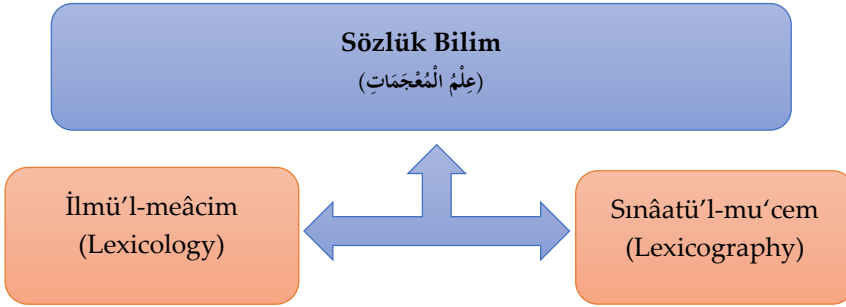 Sözlük Bilim
(عِلْمُ الْمُعْجَمَاتِ)
İlmü’l-meâcim
(Lexicology)
Sınâatü’l-mu‘cem
(Lexicography)